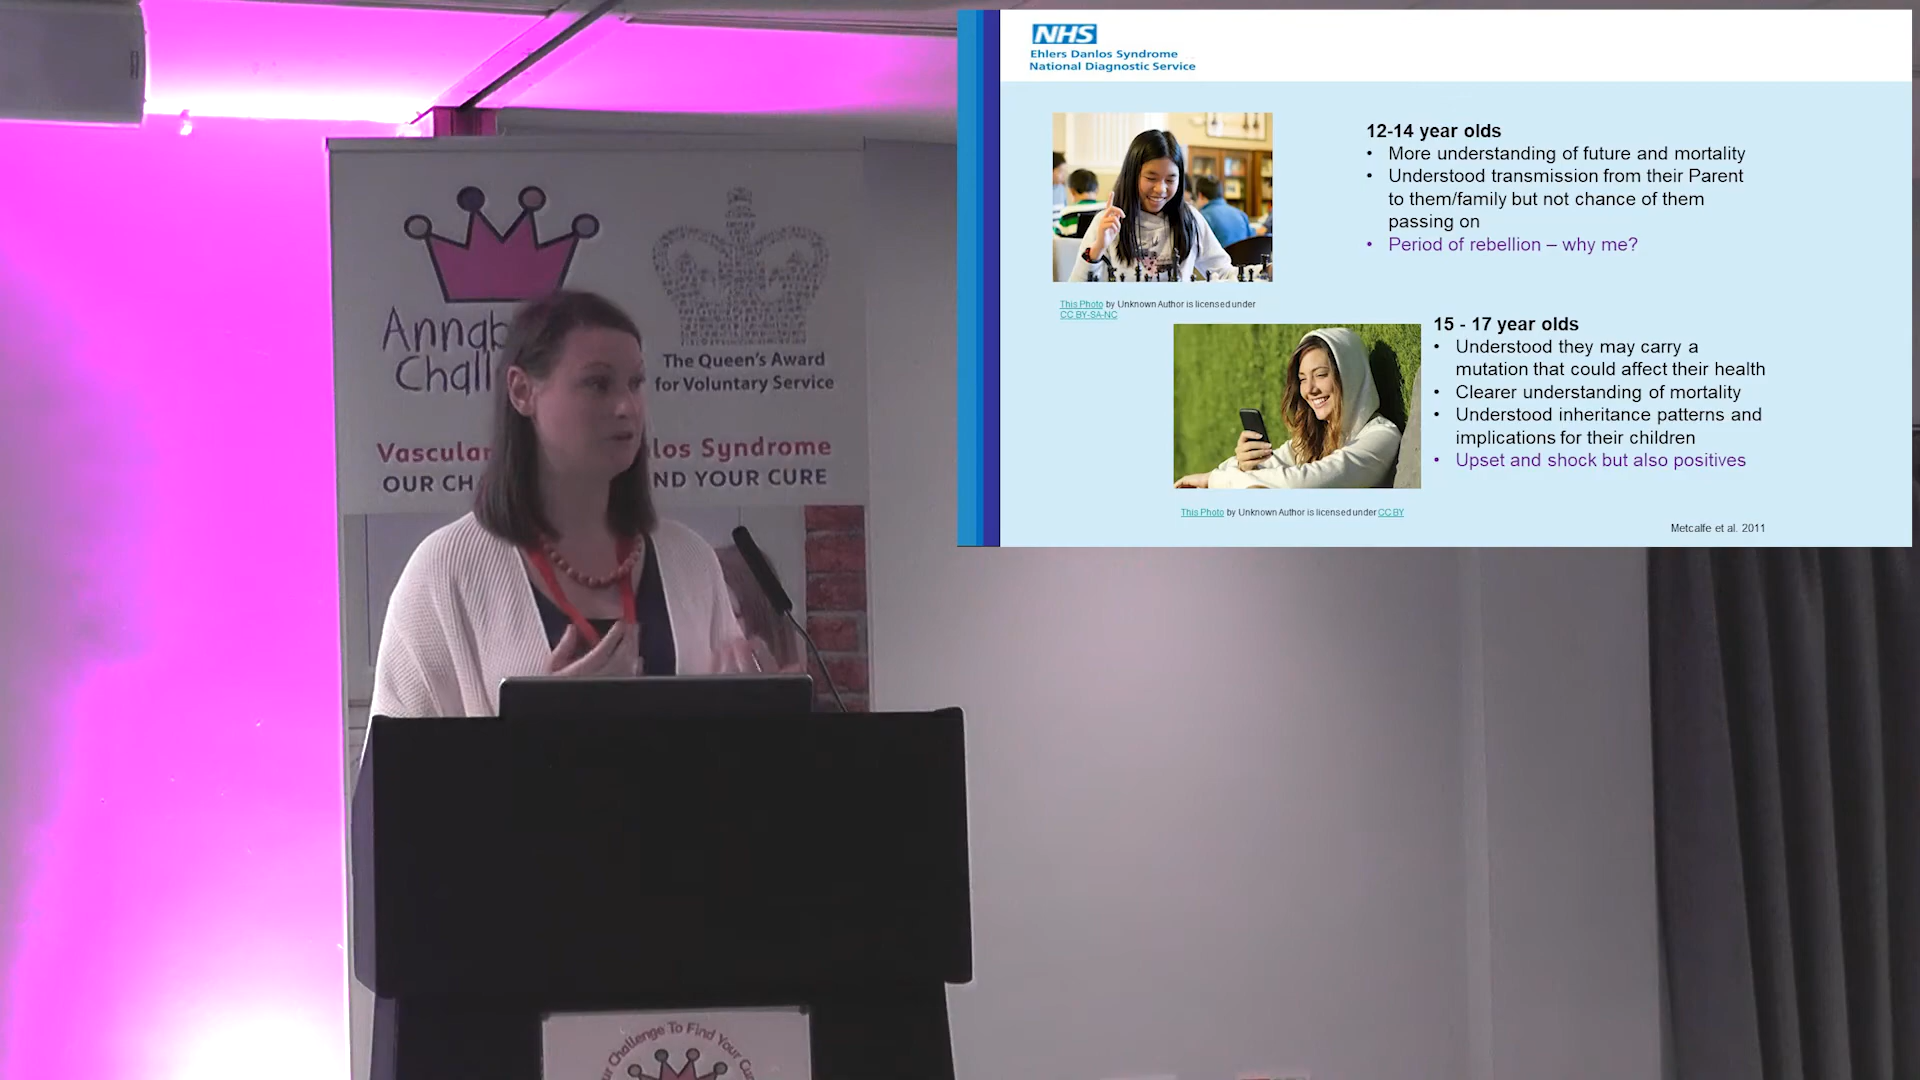 NHS
Ehlers Danlos Syndrome
National Diagnostic Service
12-14 year olds
• More understanding of future and mortality
• Understood transmission from their Parent
to them/family but not chance of them
passing on
• Period of rebellion – why me?
This Photo by Unknown Author is licensed under
CC BY-SA-NC
15 - 17 year olds
• Understood they may carry a
mutation that could affect their health
• Clearer understanding of mortality
• Understood inheritance patterns and
implications for their children
• Upset and shock but also positives
This Photo by Unknown Author is licensed under CC BY
Metcalfe et al. 2011
The Queen's Award
for Voluntary Service
Vascular
Syndrome
OUR
YOUR CURE
Challenge To Find Your